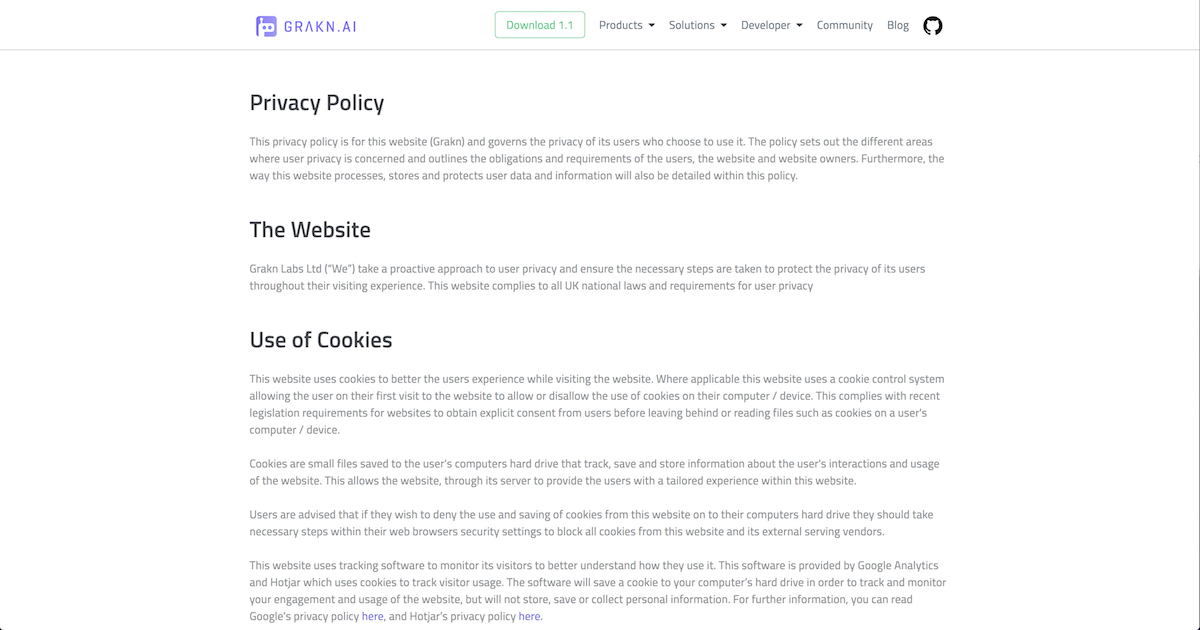 GRAKN.AI
Download 1.1 Products Solutions Developer Community Blog
Privacy Policy
This privacy policy is for this website (Grakn) and governs the privacy of its users who choose to use it. The policy sets out the different areas
where user privacy is concerned and outlines the obligations and requirements of the users, the website and website owners. Furthermore, the
way this website processes, stores and protects user data and information will also be detailed within this policy.
The Website
Grakn Labs Ltd (“We”) take a proactive approach to user privacy and ensure the necessary steps are taken to protect the privacy of its users
throughout their visiting experience. This website complies to all UK national laws and requirements for user privacy
Use of Cookies
This website uses cookies to better the users experience while visiting the website. Where applicable this website uses a cookie control system
allowing the user on their first visit to the website to allow or disallow the use of cookies on their computer / device. This complies with recent
legislation requirements for websites to obtain explicit consent from users before leaving behind or reading files such as cookies on a user's
computer / device.
Cookies are small files saved to the user's computers hard drive that track, save and store information about the user's interactions and usage
of the website. This allows the website, through its server to provide the users with a tailored experience within this website.
Users are advised that if they wish to deny the use and saving of cookies from this website on to their computers hard drive they should take
necessary steps within their web browsers security settings to block all cookies from this website and its external serving vendors.
This website uses tracking software to monitor its visitors to better understand how they use it. This software is provided by Google Analytics
and Hotjar which uses cookies to track visitor usage. The software will save a cookie to your computer's hard drive in order to track and monitor
your engagement and usage of the website, but will not store, save or collect personal information. For further information, you can read
Google's privacy policy here, and Hotjar's privacy policy here.